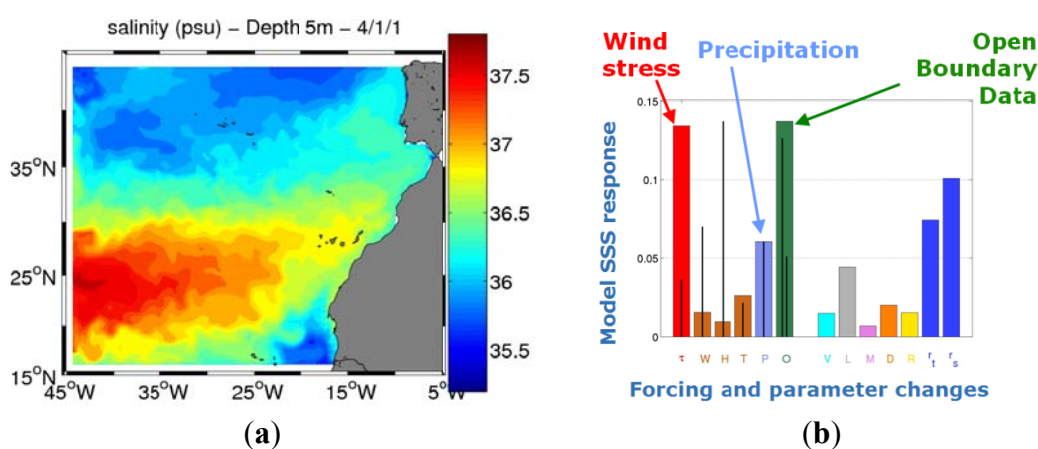 salinity (psu) – Depth 5m – 4/1/1
37.5
37
36.5
36
35.5
35°N
25°N
15°N
45°W
35°W
25°W
15°W
5°W
(a)
Wind
stress
Precipitation
Open
Boundary
Data
Model SSS response
0.15
0.1
0.05
0
τ W H T P O V L M D R r_t r_s
Forcing and parameter changes
(b)